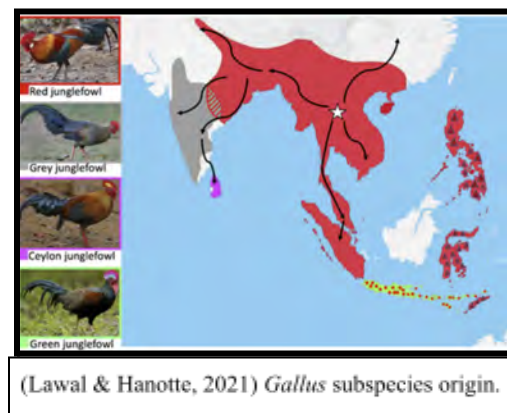 Red junglefowl
Grey junglefowl
Ceylon junglefowl
Green junglefowl
(Lawal & Hanotte, 2021) Gallus subspecies origin.